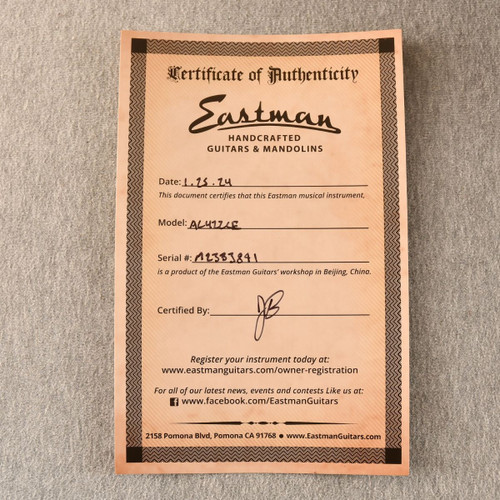 Certificate of Authenticity
Eastman
HANDCRAFTED
GUITARS & MANDOLINS
Date: 1.25.24
This document certifies that this Eastman musical instrument,
Model: AC422CE
Serial #:
is a product of the Eastman Guitars' workshop in Beijing, China.
Certified By: JB
Register your instrument today at:
www.eastmanguitars.com/owner-registration
For all of our latest news, events and contests Like us at:
www.facebook.com/EastmanGuitars
2158 Pomona Blvd, Pomona CA 91768 • www.EastmanGuitars.com